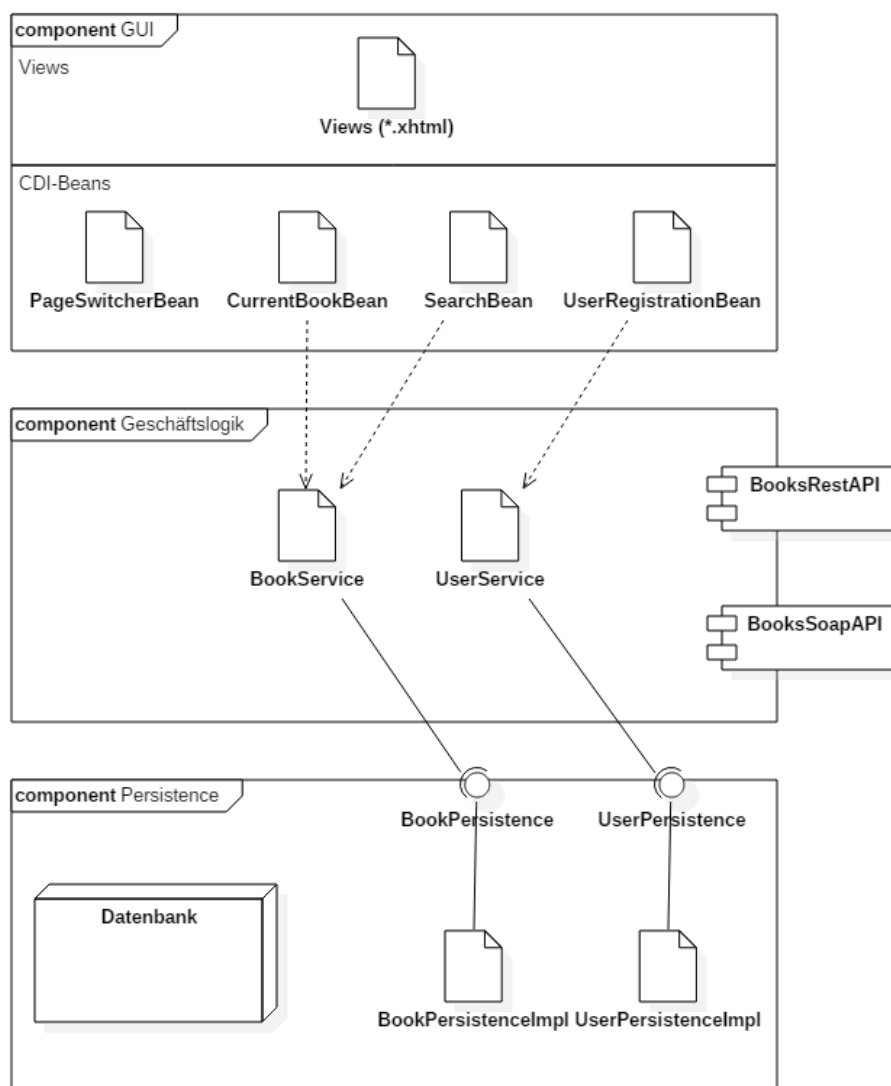 component GUI
Views
Views (*.xhtml)
CDI-Beans
PageSwitcherBean
CurrentBookBean
SearchBean
UserRegistrationBean
component Geschäftslogik
BooksRestAPI
BookService
UserService
BooksSoapAPI
component Persistence
BookPersistence
UserPersistence
Datenbank
BookPersistenceImpl
UserPersistenceImpl